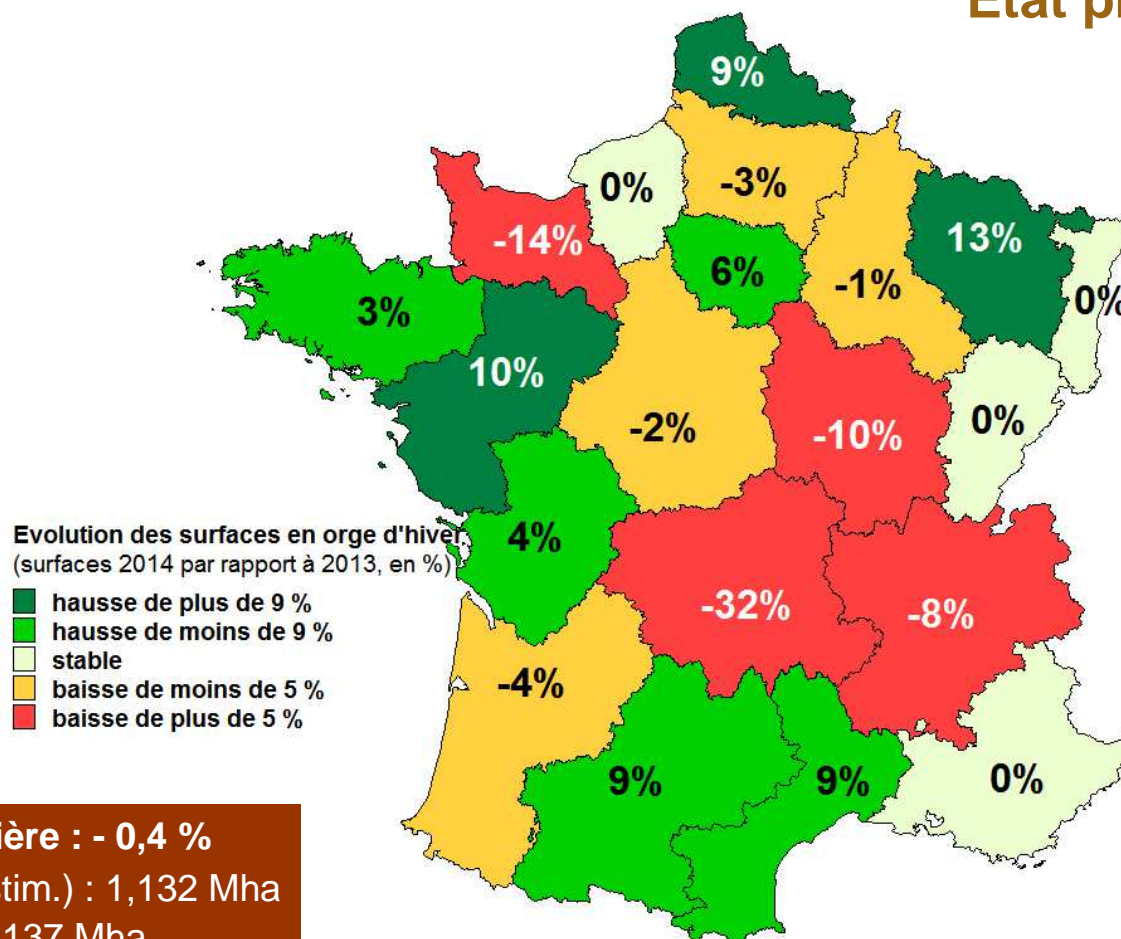 Etat
9%
0%
-3%
-14%
13%
6%
-1%
0%
3%
10%
0%
-2%
-10%
Evolution des surfaces en orge d'hiver
(surfaces 2014 par rapport à 2013, en %)
4%
hausse de plus de 9 %
hausse de moins de 9 %
stable
baisse de moins de 5 %
baisse de plus de 5 %
-32%
-8%
-4%
9%
9%
0%
: - 0,4 %
: 1,132 Mha
137 Mha